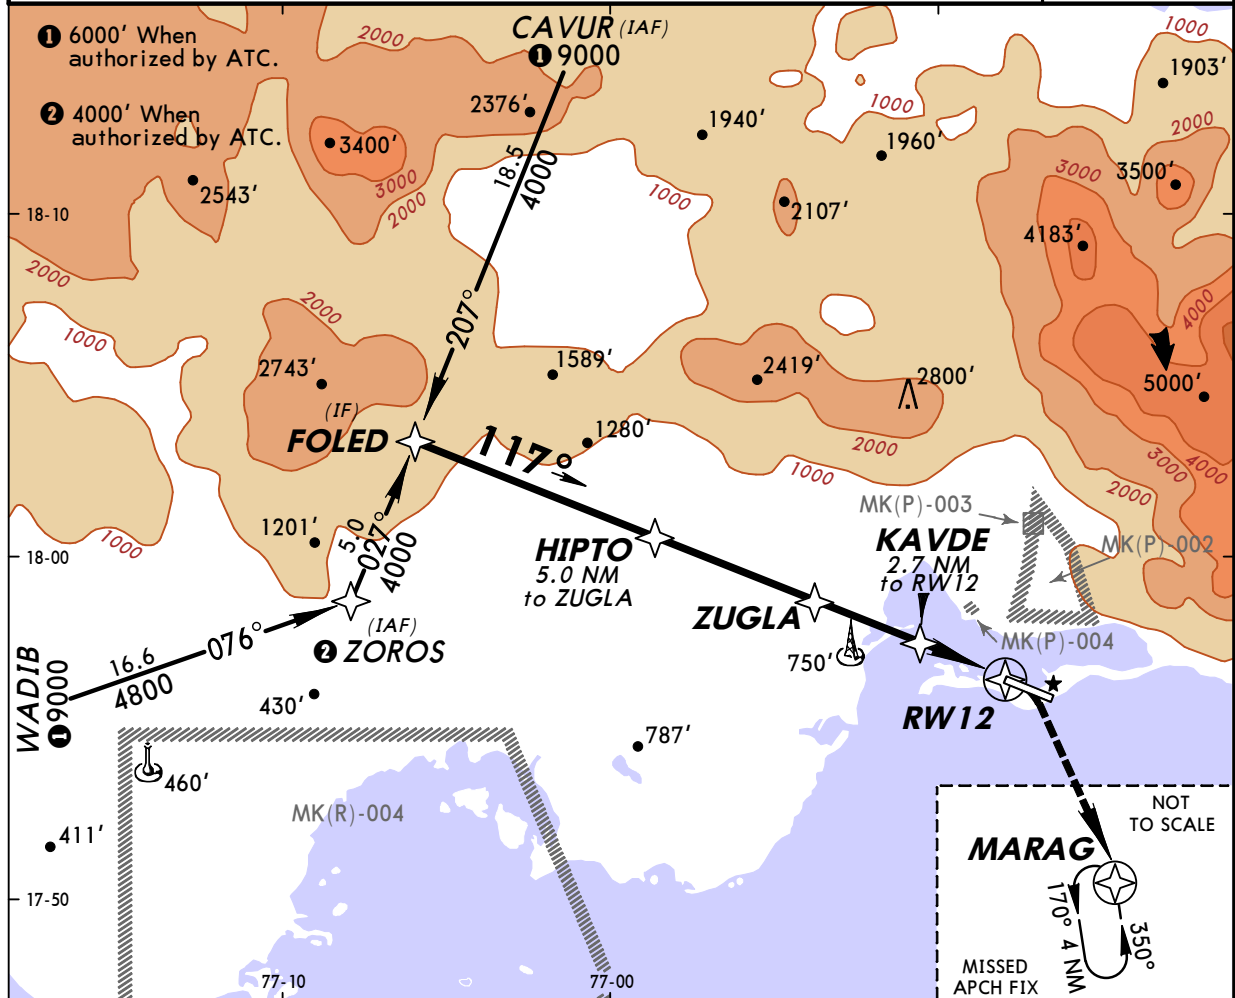 ❶ 6000' When
authorized by ATC.
❷ 4000' When
authorized by ATC.
CAVUR (IAF)
❶ 9000
2000
1000
1903'
2376'
1940'
1000
1960'
2000
3400'
3000
2000
2543'
18.5
4000
1000
2107'
3000
3500'
18-10
4183'
2000
2000
207°
4000
1000
1589'
2743'
2419'
2800'
5000'
(IF)
FOLED
117°
1280'
2000
1000
3000
4000
2000
MK(P)-003
1201'
1000
5.0
027°
4000
18-00
HIPTO
5.0 NM
to ZUGLA
KAVDE
2.7 NM
to RW12
MK(P)-002
ZUGLA
MK(P)-004
750'
(IAF)
❷ ZOROS
076°
16.6
4800
WADIB
❶ 9000
430'
RW12
787'
460'
MK(R)-004
411'
NOT
TO SCALE
MARAG
170° 4 NM
350°
17-50
MISSED
APCH FIX
77-10
77-00